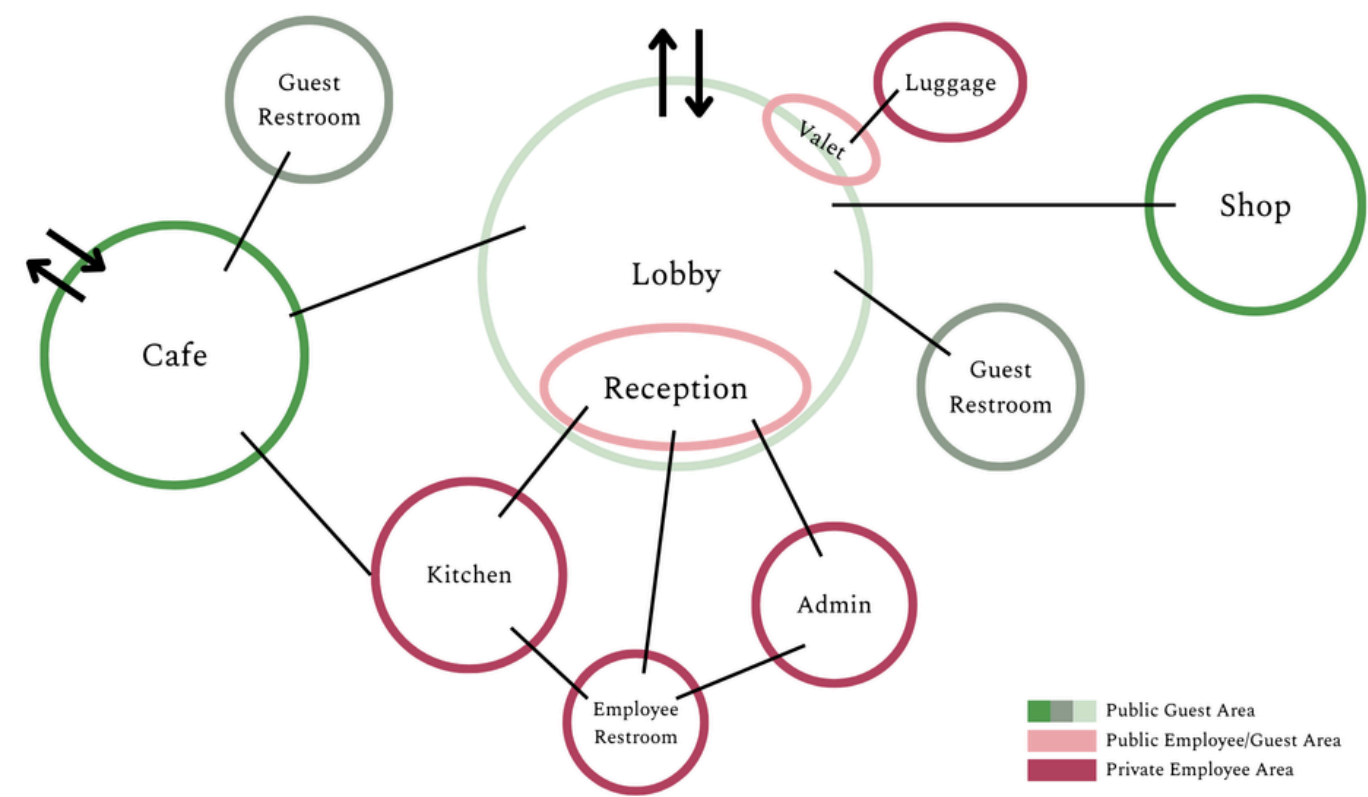 Guest
Restroom
Luggage
Valet
Shop
Lobby
Cafe
Reception
Guest
Restroom
Kitchen
Admin
Employee
Restroom
Public Guest Area
Public Employee/Guest Area
Private Employee Area